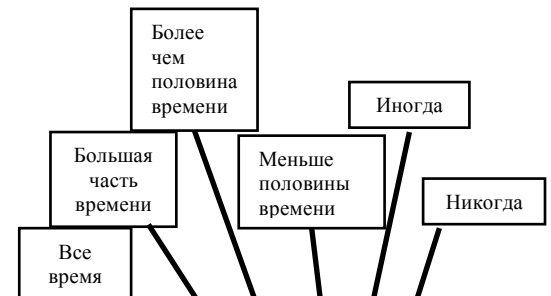 Более
чем
половина
времени
Иногда
Большая
часть
времени
Меньше
половины
времени
Никогда
Все
время